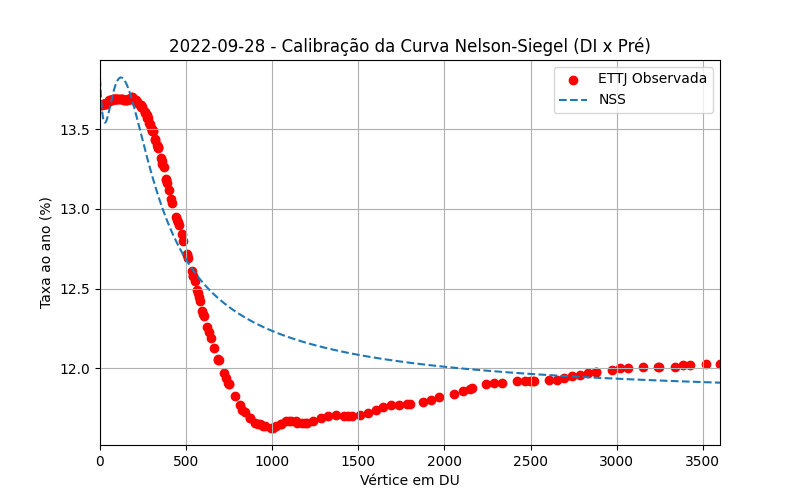 2022-09-28 - Calibração da Curva Nelson-Siegel (DI x Pré)
ETTJ Observada
NSS
Taxa ao ano (%)
13.5
13.0
12.5
12.0
0 500 1000 1500 2000 2500 3000 3500
Vértice em DU